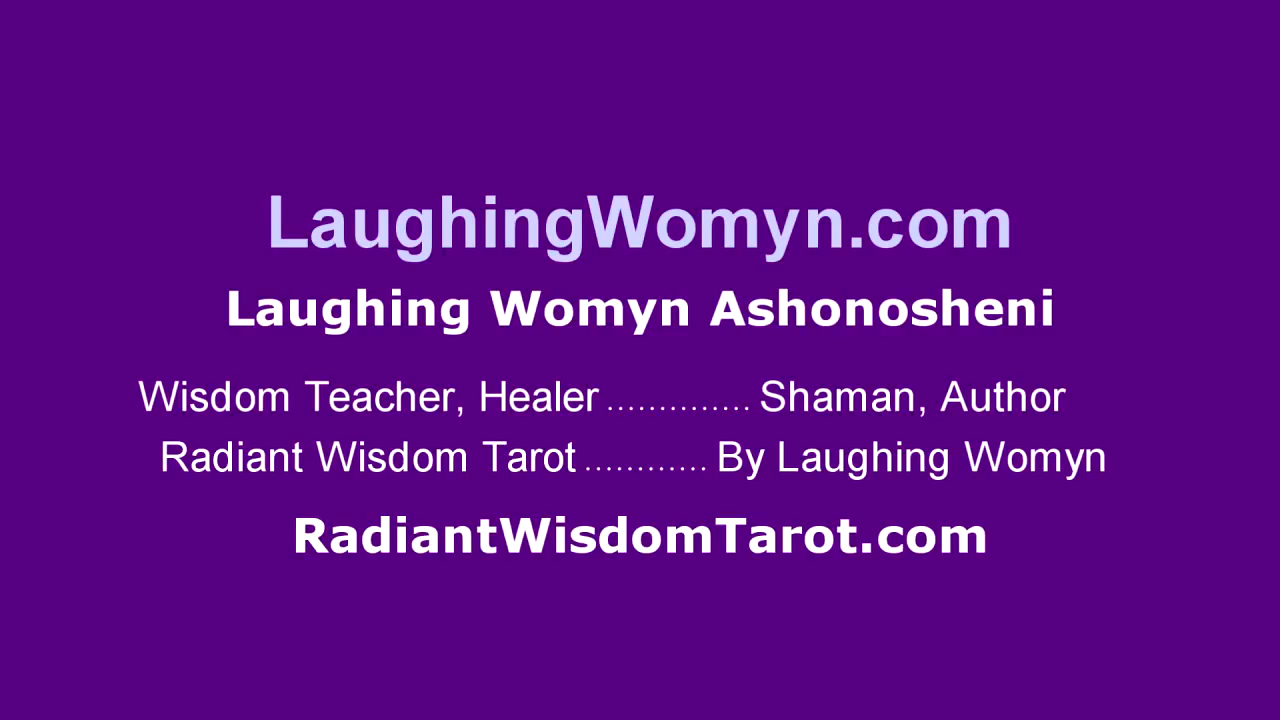 LaughingWomyn.com
Laughing Womyn Ashonosheni
Wisdom Teacher, Healer .............. Shaman, Author
Radiant Wisdom Tarot ............ By Laughing Womyn
RadiantWisdomTarot.com